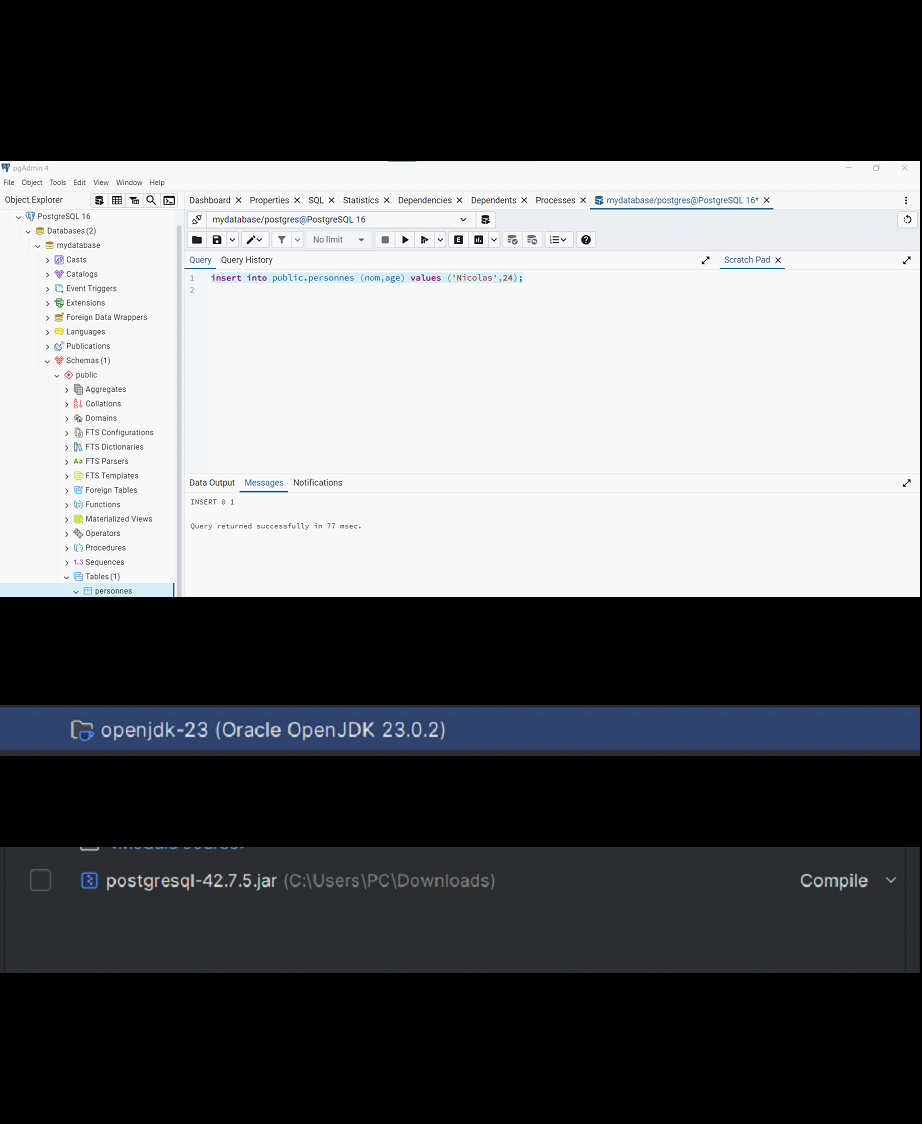 pgAdmin 4
File Object Tools Edit View Window Help
Object Explorer
PostgreSQL 16
Databases (2)
mydatabase
Casts
Catalogs
Event Triggers
Extensions
Foreign Data Wrappers
Languages
Publications
Schemas (1)
public
Aggregates
Collations
Domains
FTS Configurations
FTS Dictionaries
Aa FTS Parsers
FTS Templates
Foreign Tables
Functions
Materialized Views
Operators
Procedures
1..3 Sequences
Tables (1)
personnes
Dashboard Properties SQL Statistics Dependencies Dependents Processes mydatabase/postgres@PostgreSQL 16*
mydatabase/postgres@PostgreSQL 16
No limit
Query Query History
Scratch Pad
1 insert into public.personnes (nom,age) values ('Nicolas',24);
2
Data Output Messages Notifications
INSERT 0 1
Query returned successfully in 77 msec.
openjdk-23 (Oracle OpenJDK 23.0.2)
postgresql-42.7.5.jar (C:\Users\PC\Downloads) Compile